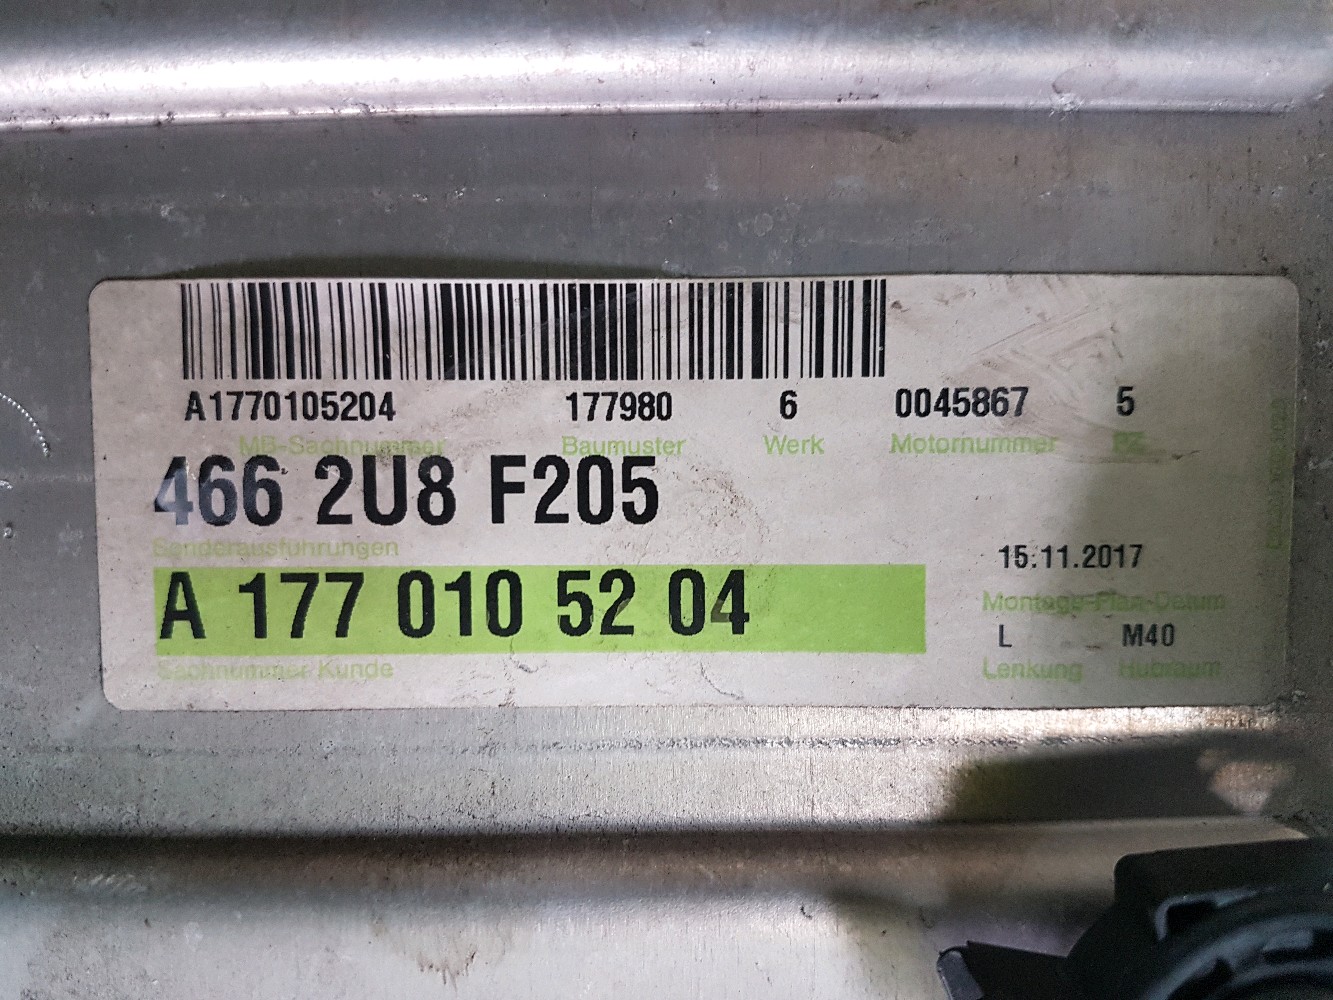 A1770105204 177980 6 0045867 5
MB-Sachnummer Baumuster Werk Motornummer PZ
466 2U8 F205
Sonderausführungen
A 177 010 52 04
Sachnummer Kunde
15.11.2017
Montage-Plan-Datum
L M40
Lenkung Hubraum